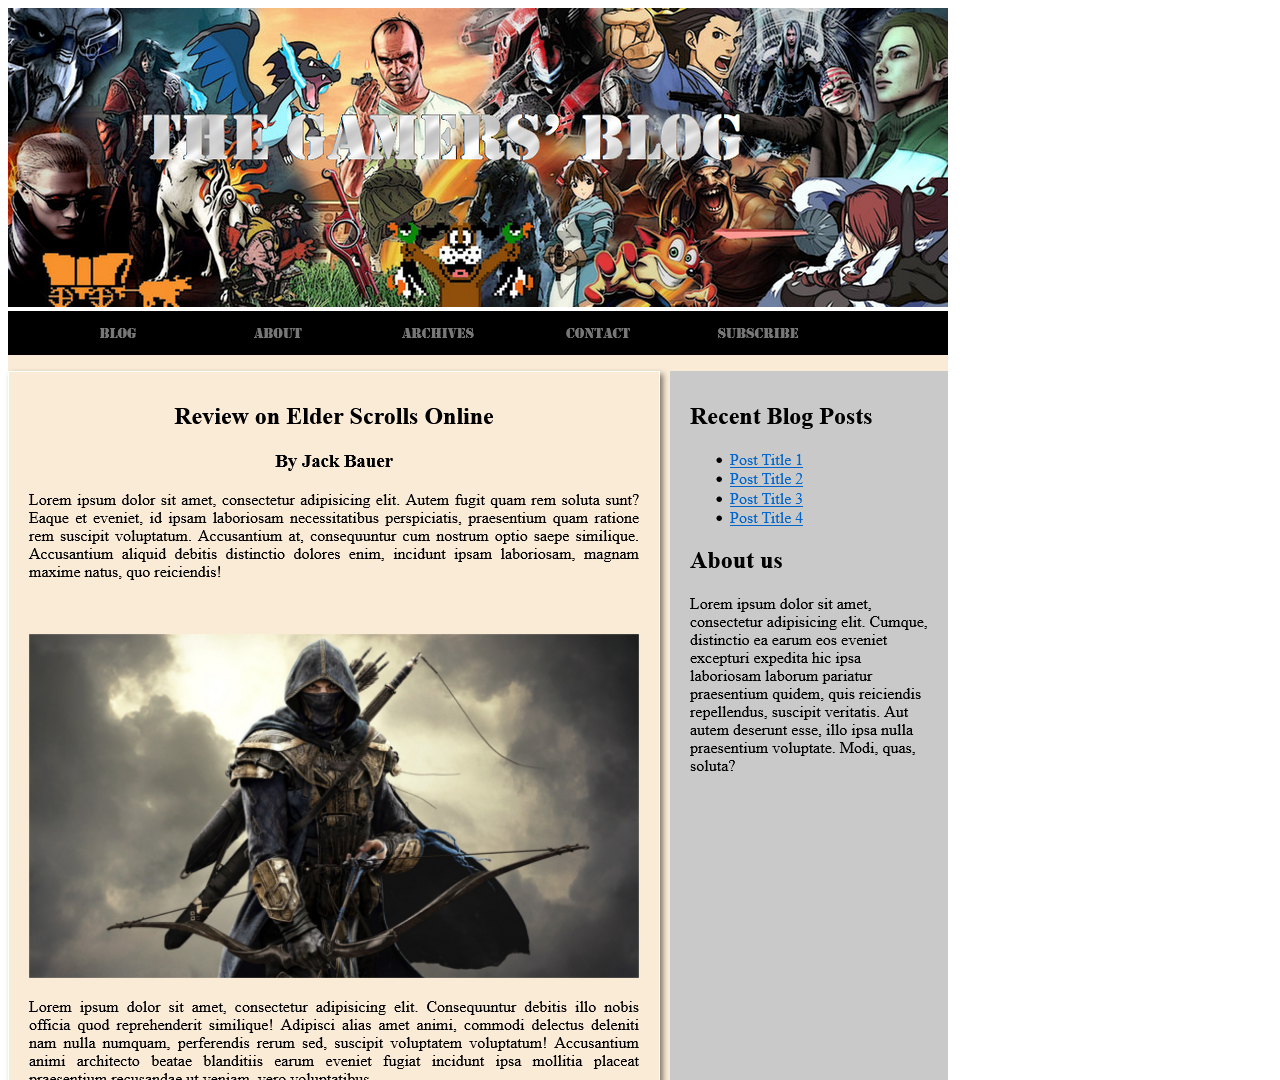 THE GAMERS' BLOG
BLOG ABOUT ARCHIVES CONTACT SUBSCRIBE
Review on Elder Scrolls Online
By Jack Bauer
Lorem ipsum dolor sit amet, consectetur adipisicing elit. Autem fugit quam rem soluta sunt?
Eaque et eveniet, id ipsam laboriosam necessitatibus perspiciatis, praesentium quam ratione
rem suscipit voluptatum. Accusantium at, consequuntur cum nostrum optio saepe similique.
Accusantium aliquid debitis distinctio dolores enim, incidunt ipsam laboriosam, magnam
maxime natus, quo reiciendis!
Lorem ipsum dolor sit amet, consectetur adipisicing elit. Consequuntur debitis illo nobis
officia quod reprehenderit similique! Adipisci alias amet animi, commodi delectus deleniti
nam nulla numquam, perferendis rerum sed, suscipit voluptatem voluptatum! Accusantium
animi architecto beatae blanditiis earum eveniet fugiat incidunt ipsa mollitia placeat
praesentium recusandae ut veniam, vero voluptatibus
Recent Blog Posts
Post Title 1
Post Title 2
Post Title 3
Post Title 4
About us
Lorem ipsum dolor sit amet,
consectetur adipisicing elit. Cumque,
distinctio ea earum eos eveniet
excepturi expedita hic ipsa
laboriosam laborum pariatur
praesentium quidem, quis reiciendis
repellendus, suscipit veritatis. Aut
autem deserunt esse, illo ipsa nulla
praesentium voluptate. Modi, quas,
soluta?